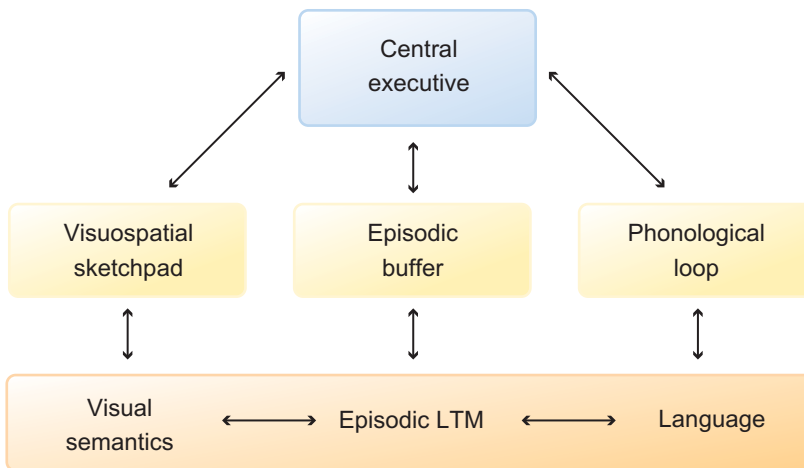 Central
executive
Visuospatial
sketchpad
Episodic
buffer
Phonological
loop
Visual
semantics
Episodic LTM
Language